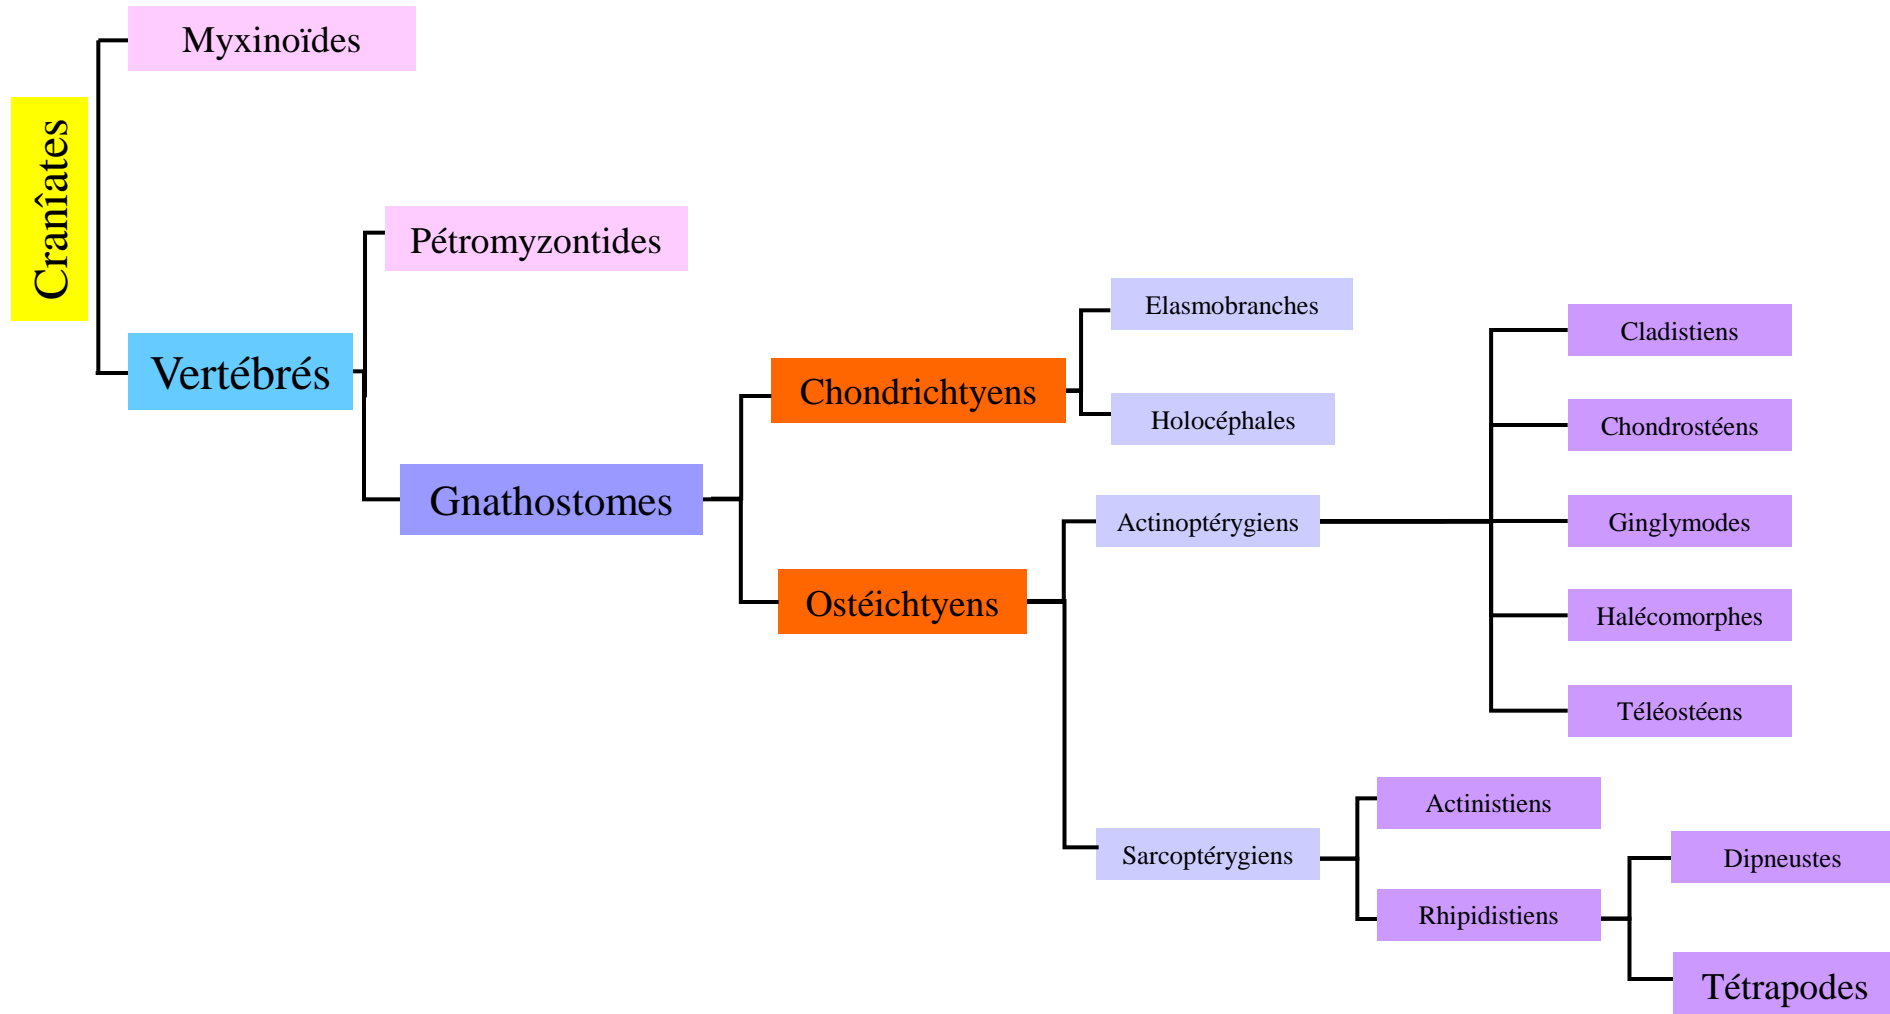 Myxinoïdes
Cranîates
Pétromyzontides
Vertébrés
Elasmobranches
Cladistiens
Chondrichtyens
Holocéphales
Chondrostéens
Gnathostomes
Actinoptérygiens
Ginglymodes
Ostéichtyens
Halécomorphes
Téléostéens
Actinistiens
Sarcoptérygiens
Dipneustes
Rhipidistiens
Tétrapodes